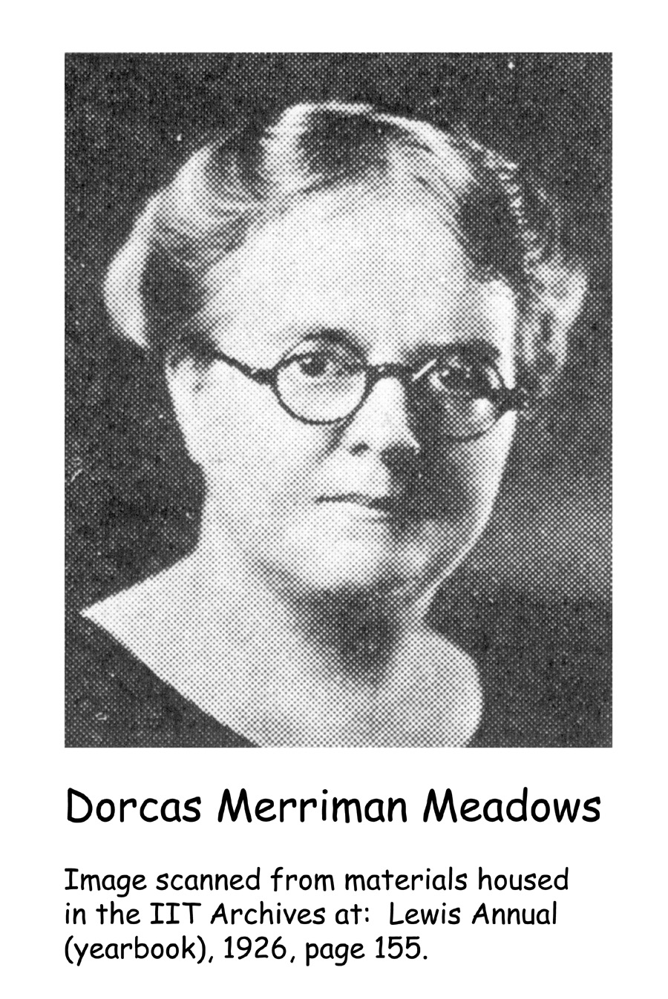 Dorcas Merriman Meadows
Image scanned from materials housed
in the IIT Archives at:  Lewis Annual
(yearbook), 1926, page 155.